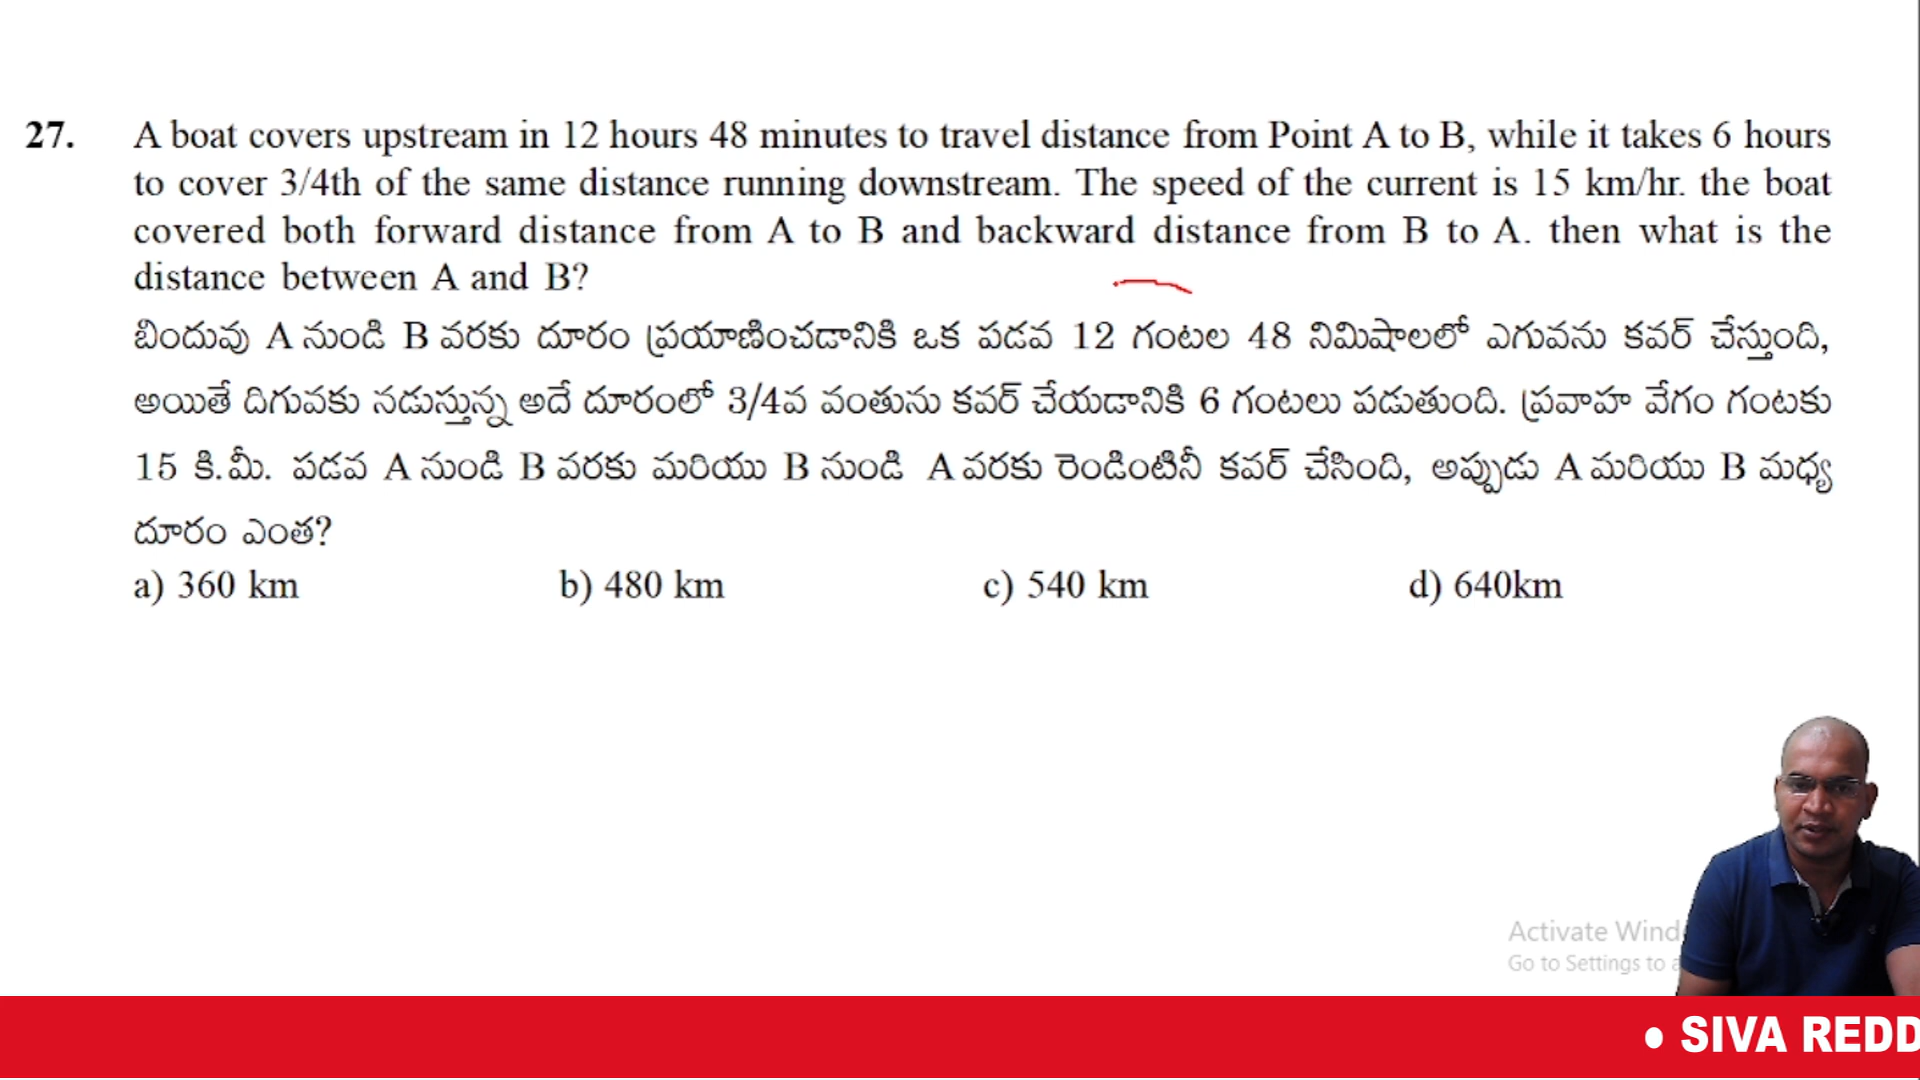 27. A boat covers upstream in 12 hours 48 minutes to travel distance from Point A to B, while it takes 6 hours
to cover 3/4th of the same distance running downstream. The speed of the current is 15 km/hr. the boat
covered both forward distance from A to B and backward distance from B to A. then what is the
distance between A and B?
బిందువు A నుండి B వరకు దూరం ప్రయాణించడానికి ఒక పడవ 12 గంటల 48 నిమిషాలలో ఎగువను కవర్ చేస్తుంది,
అయితే దిగువకు నడుస్తున్న అదే దూరంలో 3/4వ వంతును కవర్ చేయడానికి 6 గంటలు పడుతుంది. ప్రవాహ వేగం గంటకు
15 కి.మీ. పడవ A నుండి B వరకు మరియు B నుండి A వరకు రెండింటినీ కవర్ చేసింది, అప్పుడు A మరియు B మధ్య
దూరం ఎంత?
a) 360 km b) 480 km c) 540 km d) 640km
Activate Wind
Go to Settings to a
• SIVA REDD